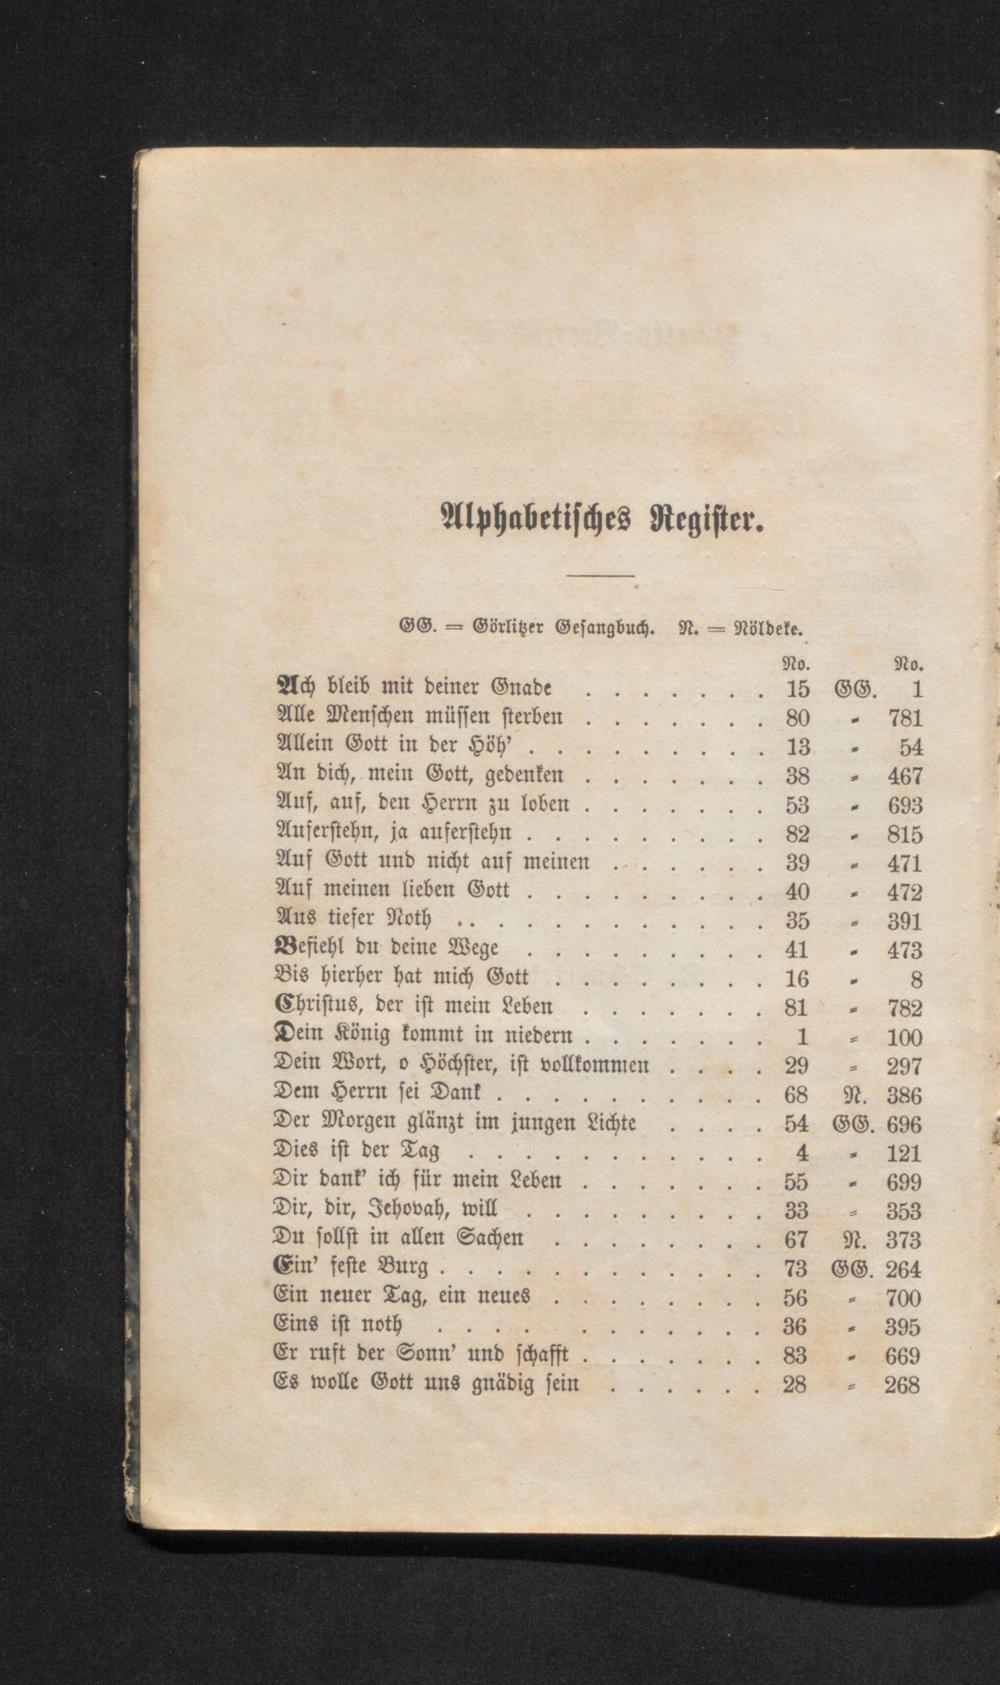 Alphabetisches Register.
GG. = Görlitzer Gesangbuch. N. = Nöldeke.
No. No.
Ach bleib mit deiner Gnade . . . . . . . 15 GG. 1
Alle Menschen müssen sterben . . . . . . . 80 = 781
Allein Gott in der Höh' . . . . . . . . . 13 = 54
An dich, mein Gott, gedenken . . . . . . . 38 = 467
Auf, auf, den Herrn zu loben . . . . . . . 53 = 693
Auferstehn, ja auferstehn . . . . . . . . . 82 = 815
Auf Gott und nicht auf meinen . . . . . . 39 = 471
Auf meinen lieben Gott . . . . . . . . . 40 = 472
Aus tiefer Noth . . . . . . . . . . . . 35 = 391
Befiehl du deine Wege . . . . . . . . . 41 = 473
Bis hierher hat mich Gott . . . . . . . . 16 = 8
Christus, der ist mein Leben . . . . . . . 81 = 782
Dein König kommt in niedern . . . . . . . 1 = 100
Dein Wort, o Höchster, ist vollkommen . . . . 29 = 297
Dem Herrn sei Dank . . . . . . . . . . 68 N. 386
Der Morgen glänzt im jungen Lichte . . . . 54 GG. 696
Dies ist der Tag . . . . . . . . . . . 4 = 121
Dir dank' ich für mein Leben . . . . . . . 55 = 699
Dir, dir, Jehovah, will . . . . . . . . . 33 = 353
Du sollst in allen Sachen . . . . . . . . 67 N. 373
Ein' feste Burg . . . . . . . . . . . . 73 GG. 264
Ein neuer Tag, ein neues . . . . . . . . 56 = 700
Eins ist noth . . . . . . . . . . . 36 = 395
Er ruft der Sonn' und schafft . . . . . . . 83 = 669
Es wolle Gott uns gnädig sein . . . . . . 28 = 268